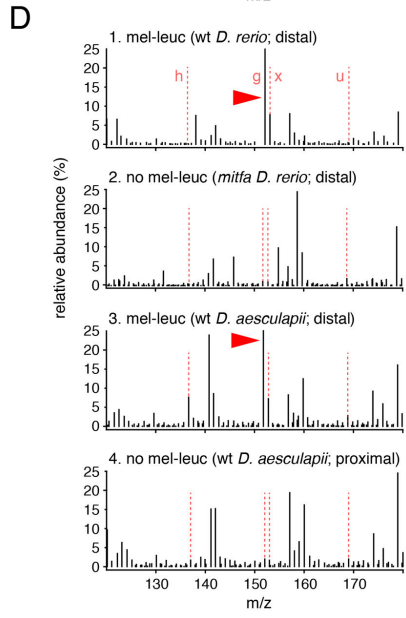 D
1. mel-leuc (wt D. rerio; distal)
25
20
15
10
5
0
h
g
x
u
2. no mel-leuc (mitfa D. rerio; distal)
25
20
15
10
5
0
relative abundance (%)
3. mel-leuc (wt D. aesculapii; distal)
25
20
15
10
5
0
4. no mel-leuc (wt D. aesculapii; proximal)
25
20
15
10
5
0
130 140 150 160 170
m/z